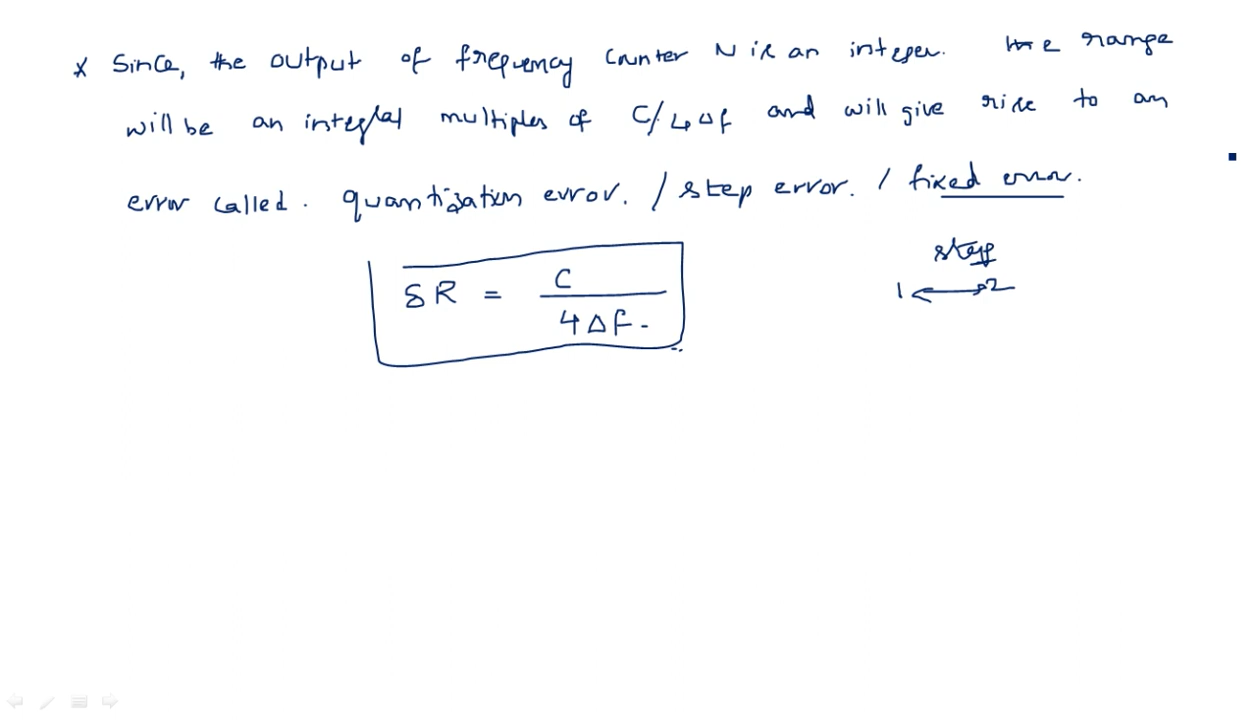 * Since, the output of frequency counter N is an integer. the range
will be an integral multiples of C/4Δf and will give rise to an
error called. quantization error. / step error. / fixed error.
step
δR = C / 4Δf.
1 ↔ 2